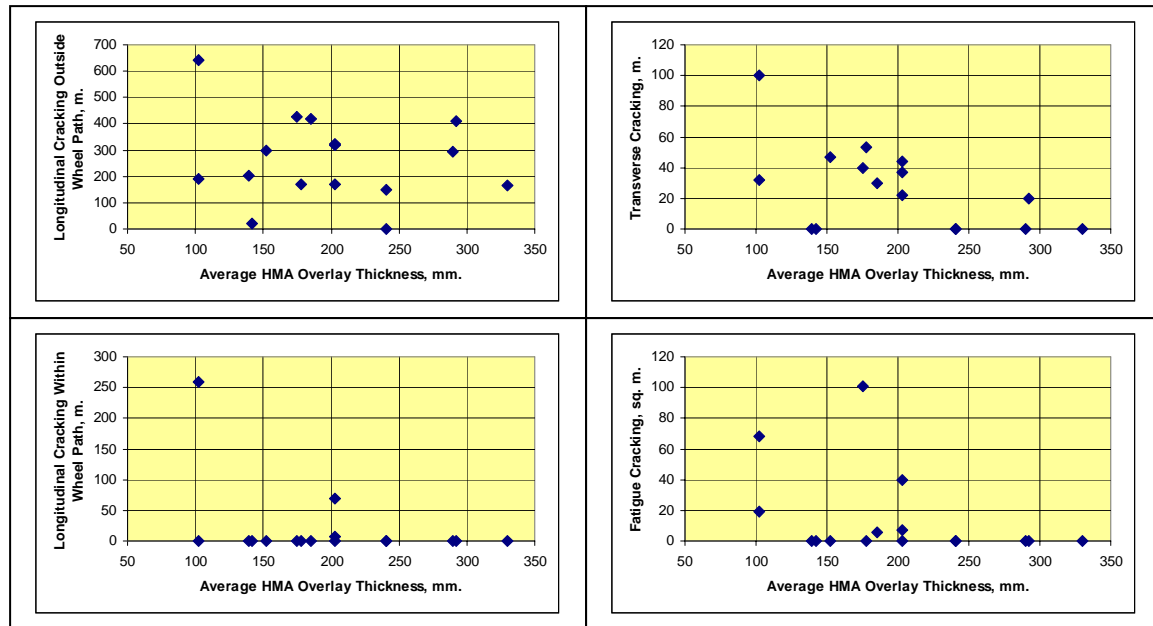 Longitudinal Cracking Outside
Wheel Path, m.
700
600
500
400
300
200
100
0
50 100 150 200 250 300 350
Average HMA Overlay Thickness, mm.
Transverse Cracking, m.
120
100
80
60
40
20
0
50 100 150 200 250 300 350
Average HMA Overlay Thickness, mm.
Longitudinal Cracking Within
Wheel Path, m.
300
250
200
150
100
50
0
50 100 150 200 250 300 350
Average HMA Overlay Thickness, mm.
Fatigue Cracking, sq. m.
120
100
80
60
40
20
0
50 100 150 200 250 300 350
Average HMA Overlay Thickness, mm.